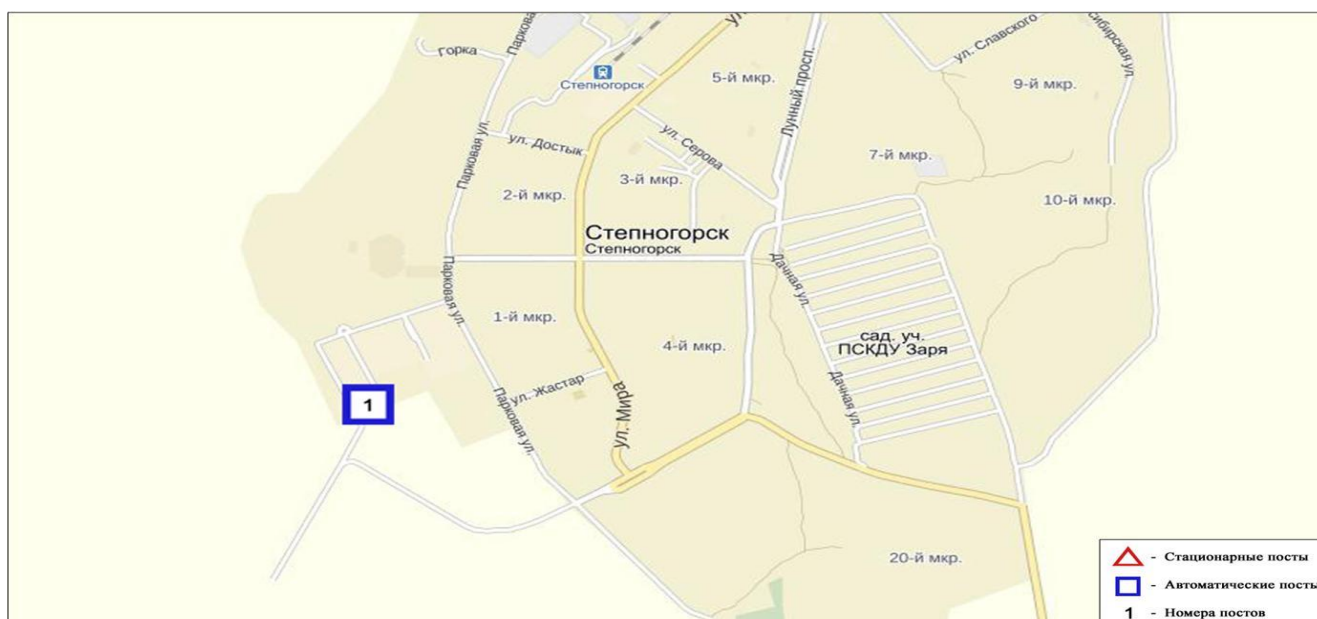 Парковая
ул. Славского
сибирская ул.
Горка
5-й мкр.
Лунный просп.
9-й мкр.
Степногорск
ул. Достык
Парковая ул.
ул. Серова
7-й мкр.
3-й мкр.
2-й мкр.
10-й мкр.
Степногорск
Степногорск
Дачная ул.
Парковая ул.
1-й мкр.
4-й мкр.
сад. уч.
ПСКДУ Заря
ул. Жастар
ул. Мира
Дачная ул.
Парковая ул.
1
20-й мкр.
- Стационарные посты
- Автоматические посты
1 - Номера постов